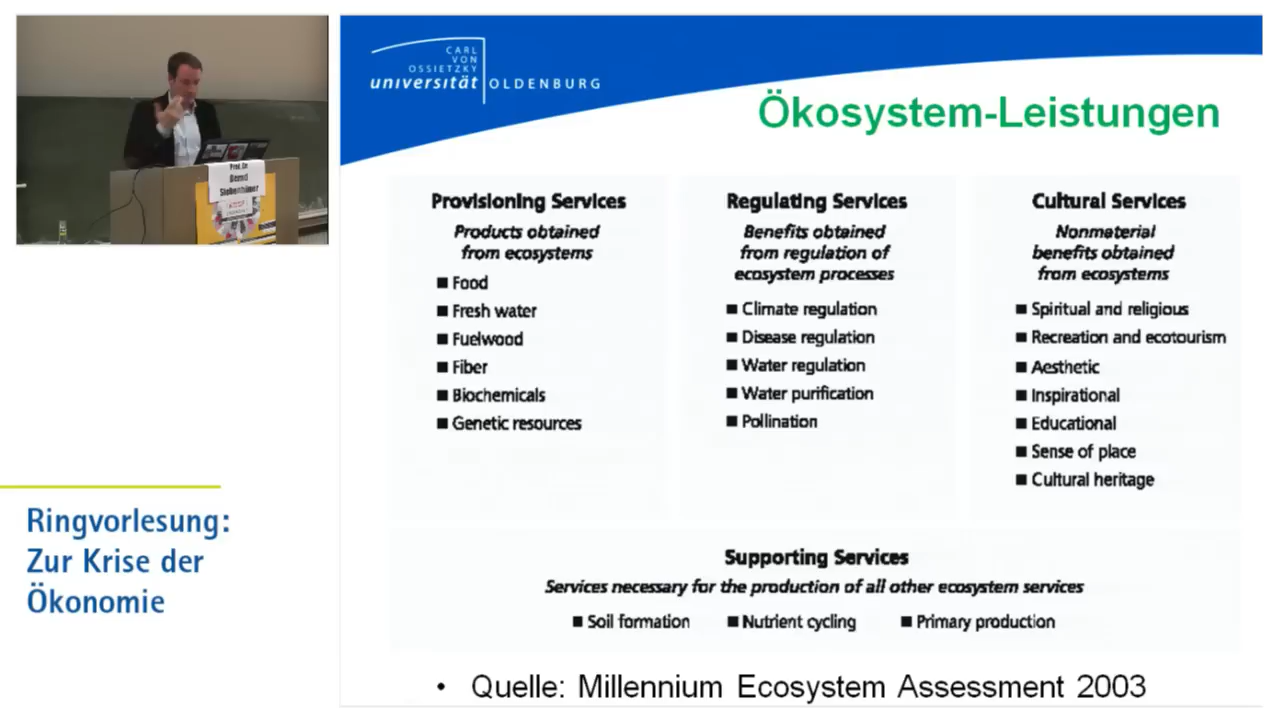 Prof. Dr.
Bernd
Siebenhüner
Ringvorlesung:
Zur Krise der
Ökonomie
CARL
VON
OSSIETZKY
universität OLDENBURG
Ökosystem-Leistungen
Provisioning Services
Products obtained
from ecosystems
■ Food
■ Fresh water
■ Fuelwood
■ Fiber
■ Biochemicals
■ Genetic resources
Regulating Services
Benefits obtained
from regulation of
ecosystem processes
■ Climate regulation
■ Disease regulation
■ Water regulation
■ Water purification
■ Pollination
Cultural Services
Nonmaterial
benefits obtained
from ecosystems
■ Spiritual and religious
■ Recreation and ecotourism
■ Aesthetic
■ Inspirational
■ Educational
■ Sense of place
■ Cultural heritage
Supporting Services
Services necessary for the production of all other ecosystem services
■ Soil formation ■ Nutrient cycling ■ Primary production
• Quelle: Millennium Ecosystem Assessment 2003